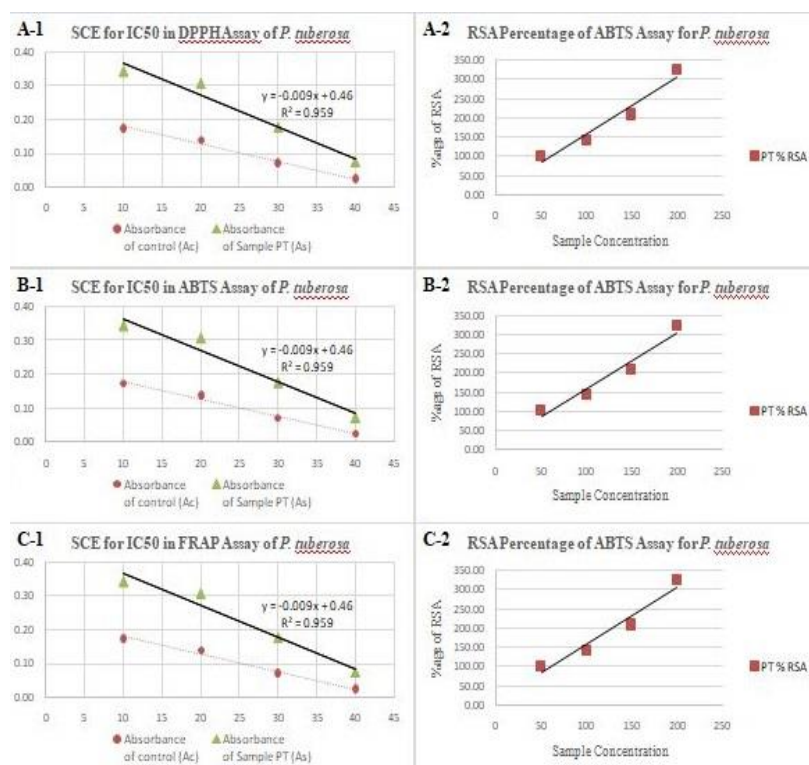 A-1 SCE for IC50 in DPPH Assay of P. tuberosa
0.40
0.30
0.20
0.10
0.00
y = -0.009x + 0.46
R² = 0.959
0 5 10 15 20 25 30 35 40 45
Absorbance of control (Ac)
Absorbance of Sample PT (As)
A-2 RSA Percentage of ABTS Assay for P. tuberosa
%age of RSA
350.00
300.00
250.00
200.00
150.00
100.00
50.00
0.00
0 50 100 150 200 250
Sample Concentration
PT % RSA
B-1 SCE for IC50 in ABTS Assay of P. tuberosa
0.40
0.30
0.20
0.10
0.00
y = -0.009x + 0.46
R² = 0.959
0 5 10 15 20 25 30 35 40 45
Absorbance of control (Ac)
Absorbance of Sample PT (As)
B-2 RSA Percentage of ABTS Assay for P. tuberosa
%age of RSA
350.00
300.00
250.00
200.00
150.00
100.00
50.00
0.00
0 50 100 150 200 250
Sample Concentration
PT % RSA
C-1 SCE for IC50 in FRAP Assay of P. tuberosa
0.40
0.30
0.20
0.10
0.00
y = -0.009x + 0.46
R² = 0.959
0 5 10 15 20 25 30 35 40 45
Absorbance of control (Ac)
Absorbance of Sample PT (As)
C-2 RSA Percentage of ABTS Assay for P. tuberosa
%age of RSA
350.00
300.00
250.00
200.00
150.00
100.00
50.00
0.00
0 50 100 150 200 250
Sample Concentration
PT % RSA